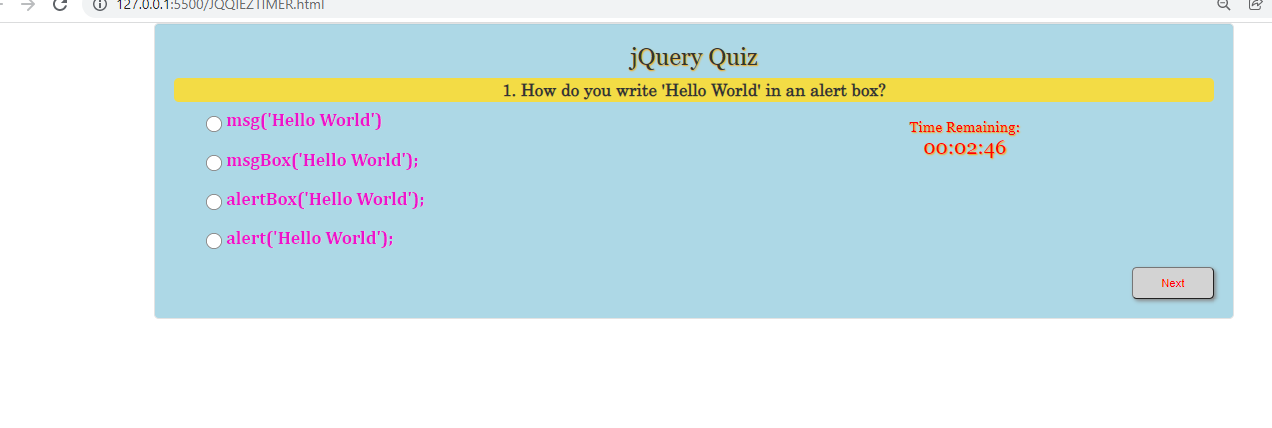 127.0.0.1:5500/JQQIEZTIMER.html
jQuery Quiz
1. How do you write 'Hello World' in an alert box?
msg('Hello World')
msgBox('Hello World');
alertBox('Hello World');
alert('Hello World');
Time Remaining:
00:02:46
Next